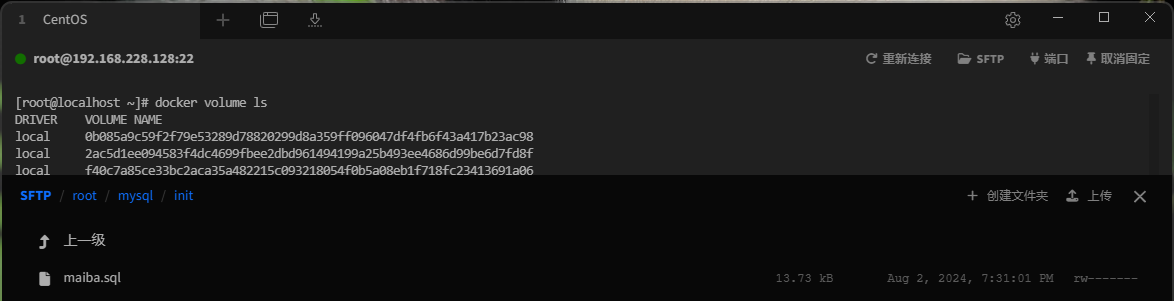 1 CentOS
root@192.168.228.128:22 重新连接 SFTP 端口 取消固定
[root@localhost ~]# docker volume ls
DRIVER VOLUME NAME
local 0b085a9c59f2f79e53289d78820299d8a359ff096047df4fb6f43a417b23ac98
local 2ac5d1ee094583f4dc4699fbee2dbd961494199a25b493ee4686d99be6d7fd8f
local f40c7a85ce33bc2aca35a482215c093218054f0b5a08eb1f718fc23413691a06
SFTP / root / mysql / init 创建文件夹 上传
上一级
maiba.sql 13.73 kB Aug 2, 2024, 7:31:01 PM rw-------